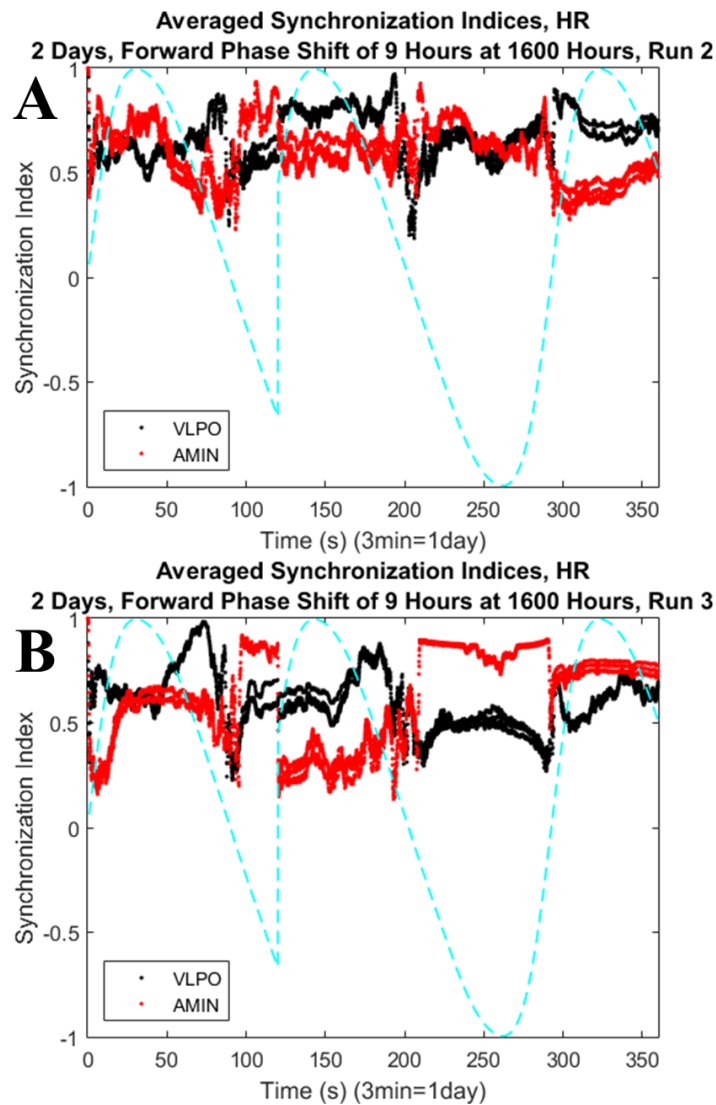 Averaged Synchronization Indices, HR
2 Days, Forward Phase Shift of 9 Hours at 1600 Hours, Run 2
A
1
0.5
0
-0.5
-1
Synchronization Index
VLPO
AMIN
0 50 100 150 200 250 300 350
Time (s) (3min=1day)
Averaged Synchronization Indices, HR
2 Days, Forward Phase Shift of 9 Hours at 1600 Hours, Run 3
B
1
0.5
0
-0.5
-1
Synchronization Index
VLPO
AMIN
0 50 100 150 200 250 300 350
Time (s) (3min=1day)